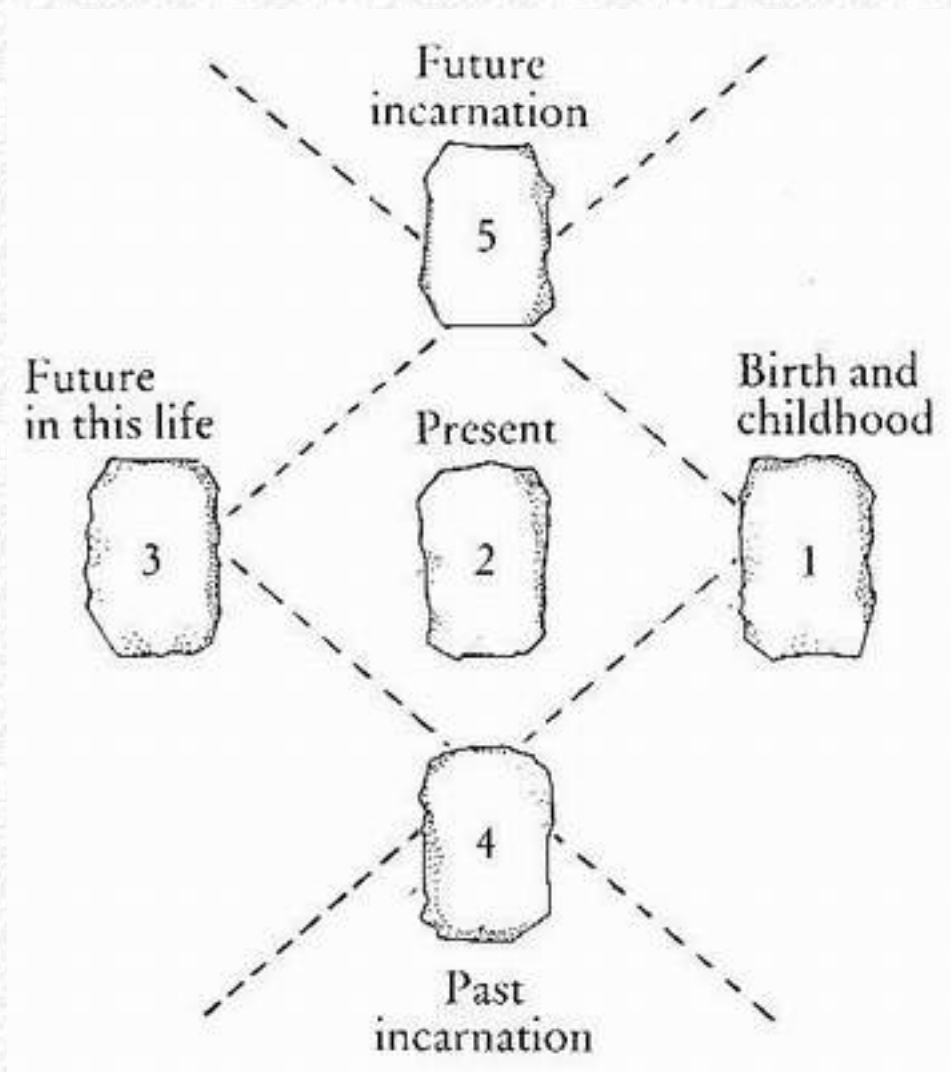 Future
incarnation
5
Future
in this life
Present
Birth and
childhood
3
2
1
4
Past
incarnation